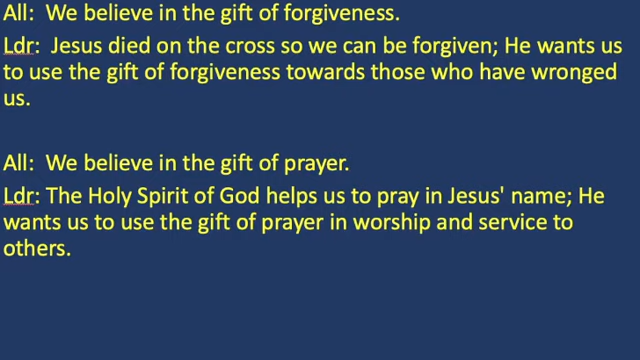 All:  We believe in the gift of forgiveness.
Ldr:  Jesus died on the cross so we can be forgiven; He wants us
to use the gift of forgiveness towards those who have wronged
us.
All:  We believe in the gift of prayer.
Ldr: The Holy Spirit of God helps us to pray in Jesus' name; He
wants us to use the gift of prayer in worship and service to
others.